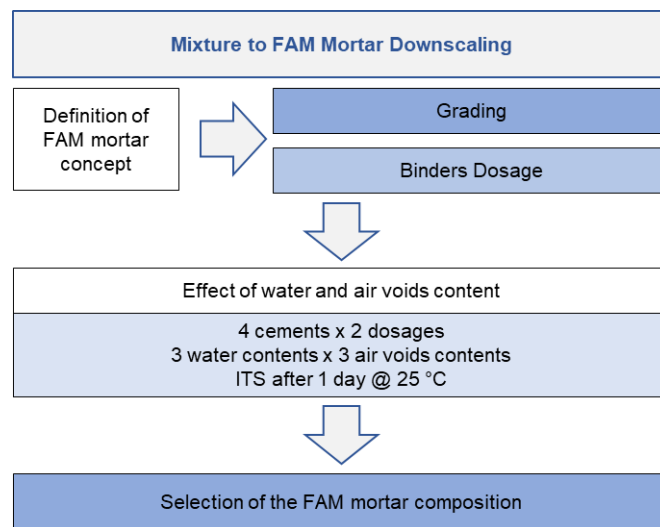 Mixture to FAM Mortar Downscaling
Definition of
FAM mortar
concept
Grading
Binders Dosage
Effect of water and air voids content
4 cements x 2 dosages
3 water contents x 3 air voids contents
ITS after 1 day @ 25 °C
Selection of the FAM mortar composition